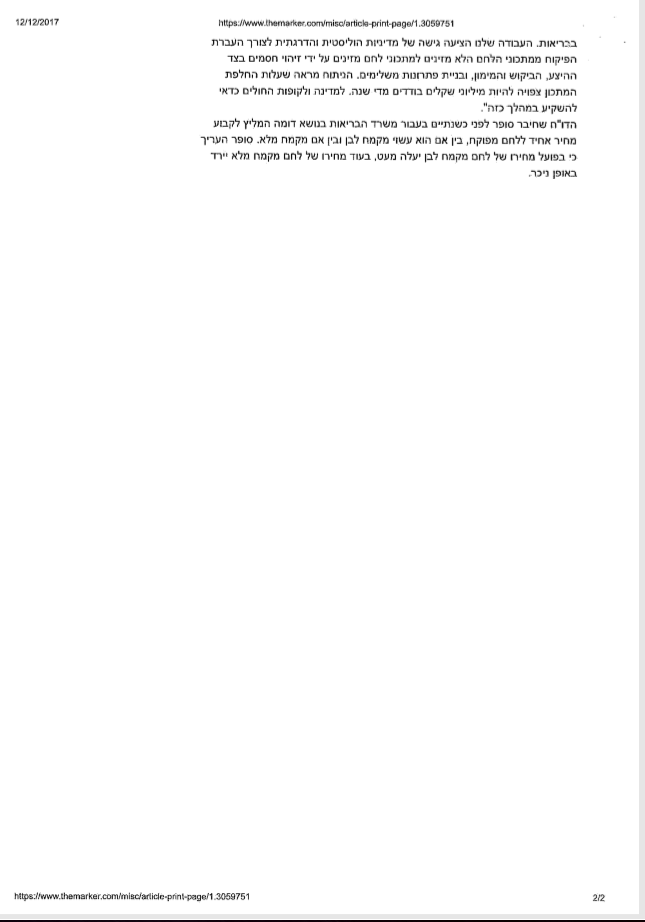 12/12/2017
https://www.themarker.com/misc/article-print-page/1.3059751
בבריאות. העבודה שלנו הציעה גישה של מדיניות הוליסטית והדרגתית לצורך העברת
הפיקוח ממתכוני הלחם הלא מזינים למתכוני לחם מזינים על ידי זיהוי חסמים בצד
ההיצע, הביקוש והמימון, ובניית פתרונות משלימים. הניתוח מראה שעלות החלפת
המתכון צפויה להיות מיליוני שקלים בודדים מדי שנה. למדינה ולקופות החולים כדאי
להשקיע במהלך כזה".
הדו"ח שחיבר סופר לפני כשנתיים בעבור משרד הבריאות בנושא דומה המליץ לקבוע
מחיר אחיד ללחם מפוקח, בין אם הוא עשוי מקמח לבן ובין אם מקמח מלא. סופר העריך
כי בפועל מחירו של לחם מקמח לבן יעלה מעט, בעוד מחירו של לחם מקמח מלא יירד
באופן ניכר.
https://www.themarker.com/misc/article-print-page/1.3059751
2/2